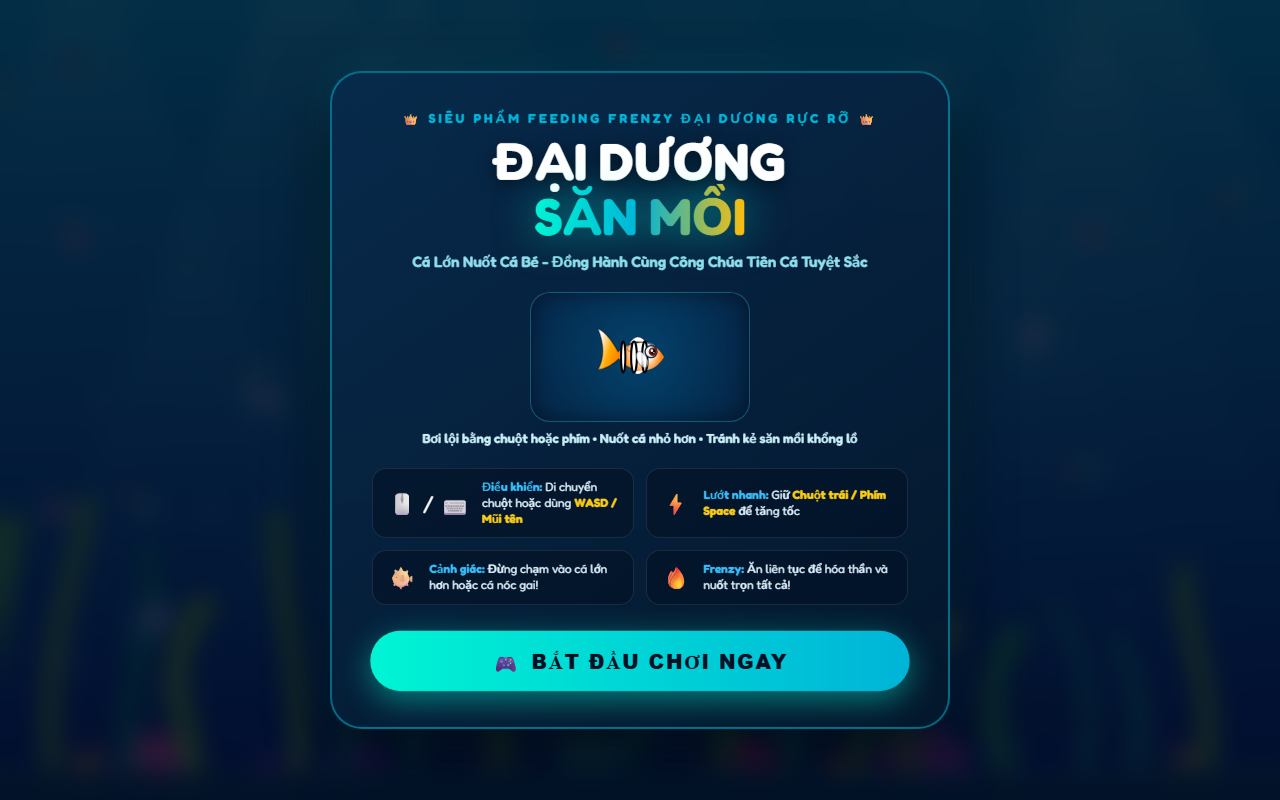 👑 SIÊU PHẨM FEEDING FRENZY ĐẠI DƯƠNG RỰC RỠ 👑
ĐẠI DƯƠNG
SĂN MỒI
Cá Lớn Nuốt Cá Bé - Đồng Hành Cùng Công Chúa Tiên Cá Tuyệt Sắc
Bơi lội bằng chuột hoặc phím • Nuốt cá nhỏ hơn • Tránh kẻ săn mồi khổng lồ
🖱️ / ⌨️ Điều khiển: Di chuyển
chuột hoặc dùng WASD /
Mũi tên
⚡ Lướt nhanh: Giữ Chuột trái / Phím
Space để tăng tốc
🐡 Cảnh giác: Đừng chạm vào cá lớn
hơn hoặc cá nóc gai!
🔥 Frenzy: Ăn liên tục để hóa thần và
nuốt trọn tất cả!
🎮 BẮT ĐẦU CHƠI NGAY